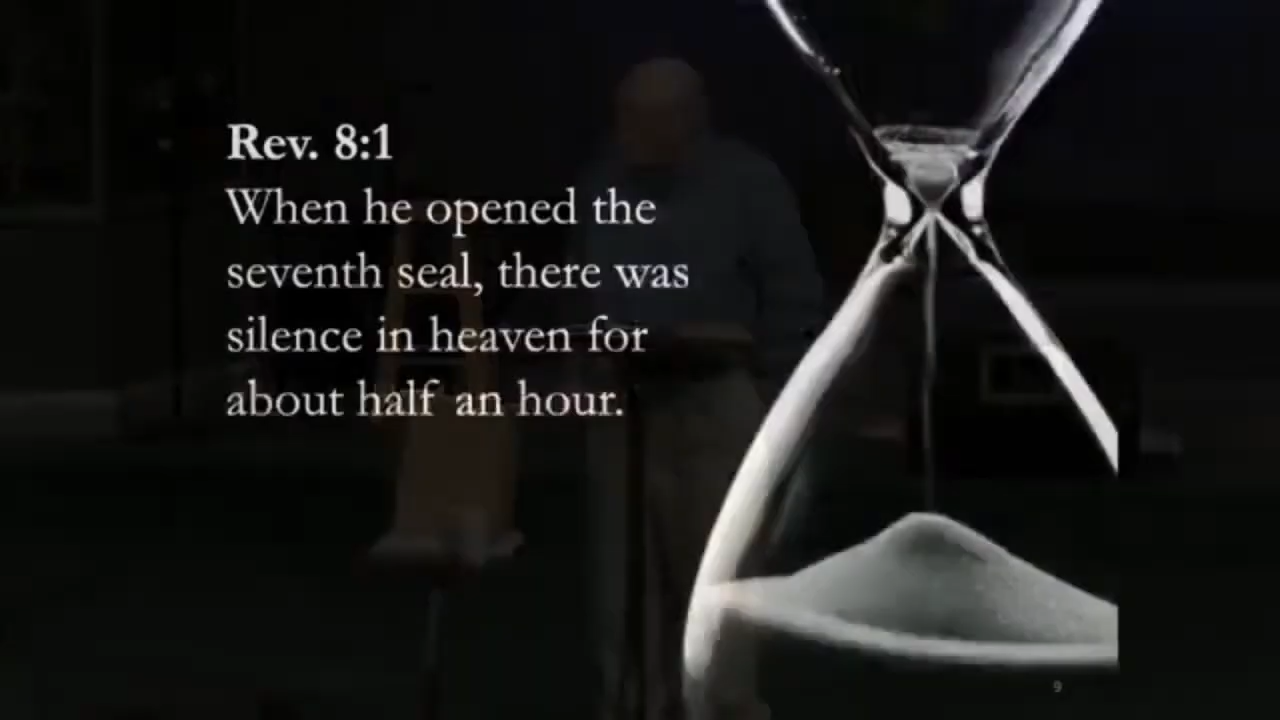 Rev. 8:1
When he opened the
seventh seal, there was
silence in heaven for
about half an hour.
9